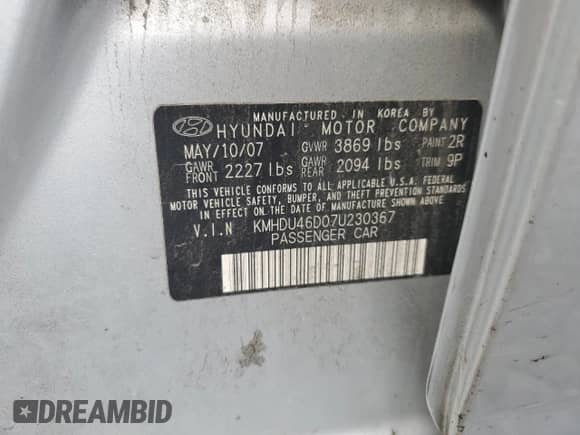 MANUFACTURED IN KOREA BY
HYUNDAI MOTOR COMPANY
MAY/10/07 GVWR 3869 lbs PAINT 2R
GAWR FRONT 2227 lbs GAWR REAR 2094 lbs TRIM 9P
THIS VEHICLE CONFORMS TO ALL APPLICABLE U.S.A. FEDERAL
MOTOR VEHICLE SAFETY, BUMPER, AND THEFT PREVENTION STANDARDS
IN EFFECT ON THE DATE OF MANUFACTURE SHOWN ABOVE.
V.I.N KMHDU46D07U230367
PASSENGER CAR
DREAMBID